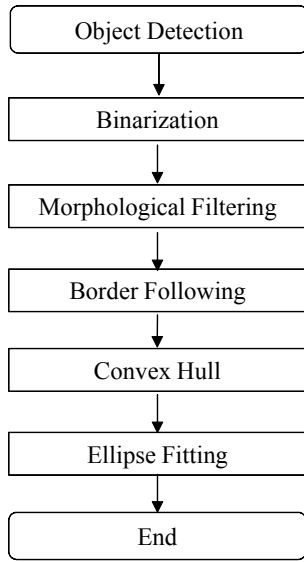 Object Detection
Binarization
Morphological Filtering
Border Following
Convex Hull
Ellipse Fitting
End